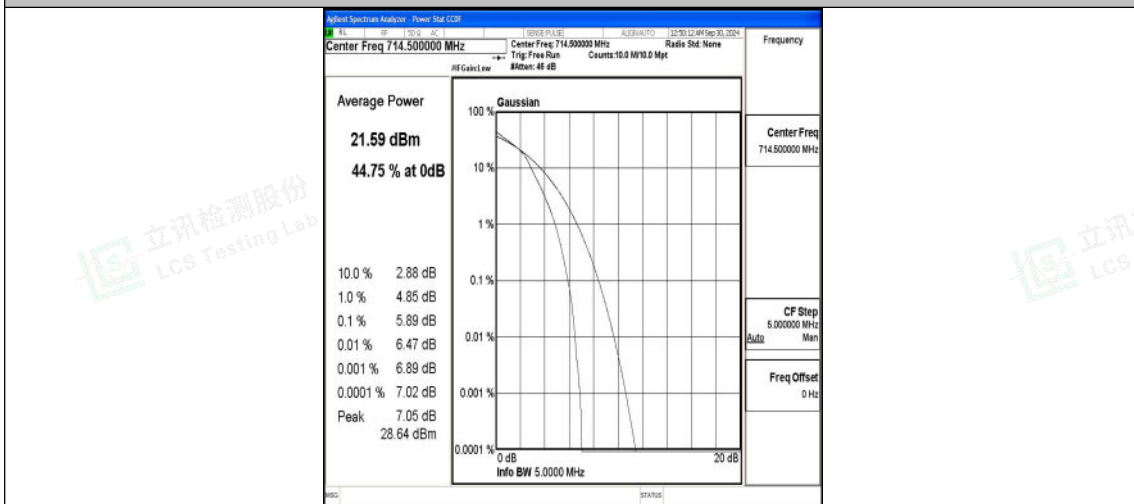 Agilent Spectrum Analyzer - Power Stat CCDF
RL RF 50 Ω AC SENSE:PULSE ALIGN AUTO 12:50:12 AM Sep 30, 2024
Center Freq 714.500000 MHz
Center Freq: 714.500000 MHz Radio Std: None
Trig: Free Run Counts:10.0 M/10.0 Mpt
#IFGain:Low #Atten: 46 dB
Frequency
Average Power
21.59 dBm
44.75 % at 0dB
10.0 % 2.88 dB
1.0 % 4.85 dB
0.1 % 5.89 dB
0.01 % 6.47 dB
0.001 % 6.89 dB
0.0001 % 7.02 dB
Peak 7.05 dB
28.64 dBm
Gaussian
100 %
10 %
1 %
0.1 %
0.01 %
0.001 %
0.0001 %
0 dB 20 dB
Info BW 5.0000 MHz
Center Freq
714.500000 MHz
CF Step
5.000000 MHz
Auto Man
Freq Offset
0 Hz
MSG STATUS
立讯检测股份
LCS Testing Lab
立讯
LCS